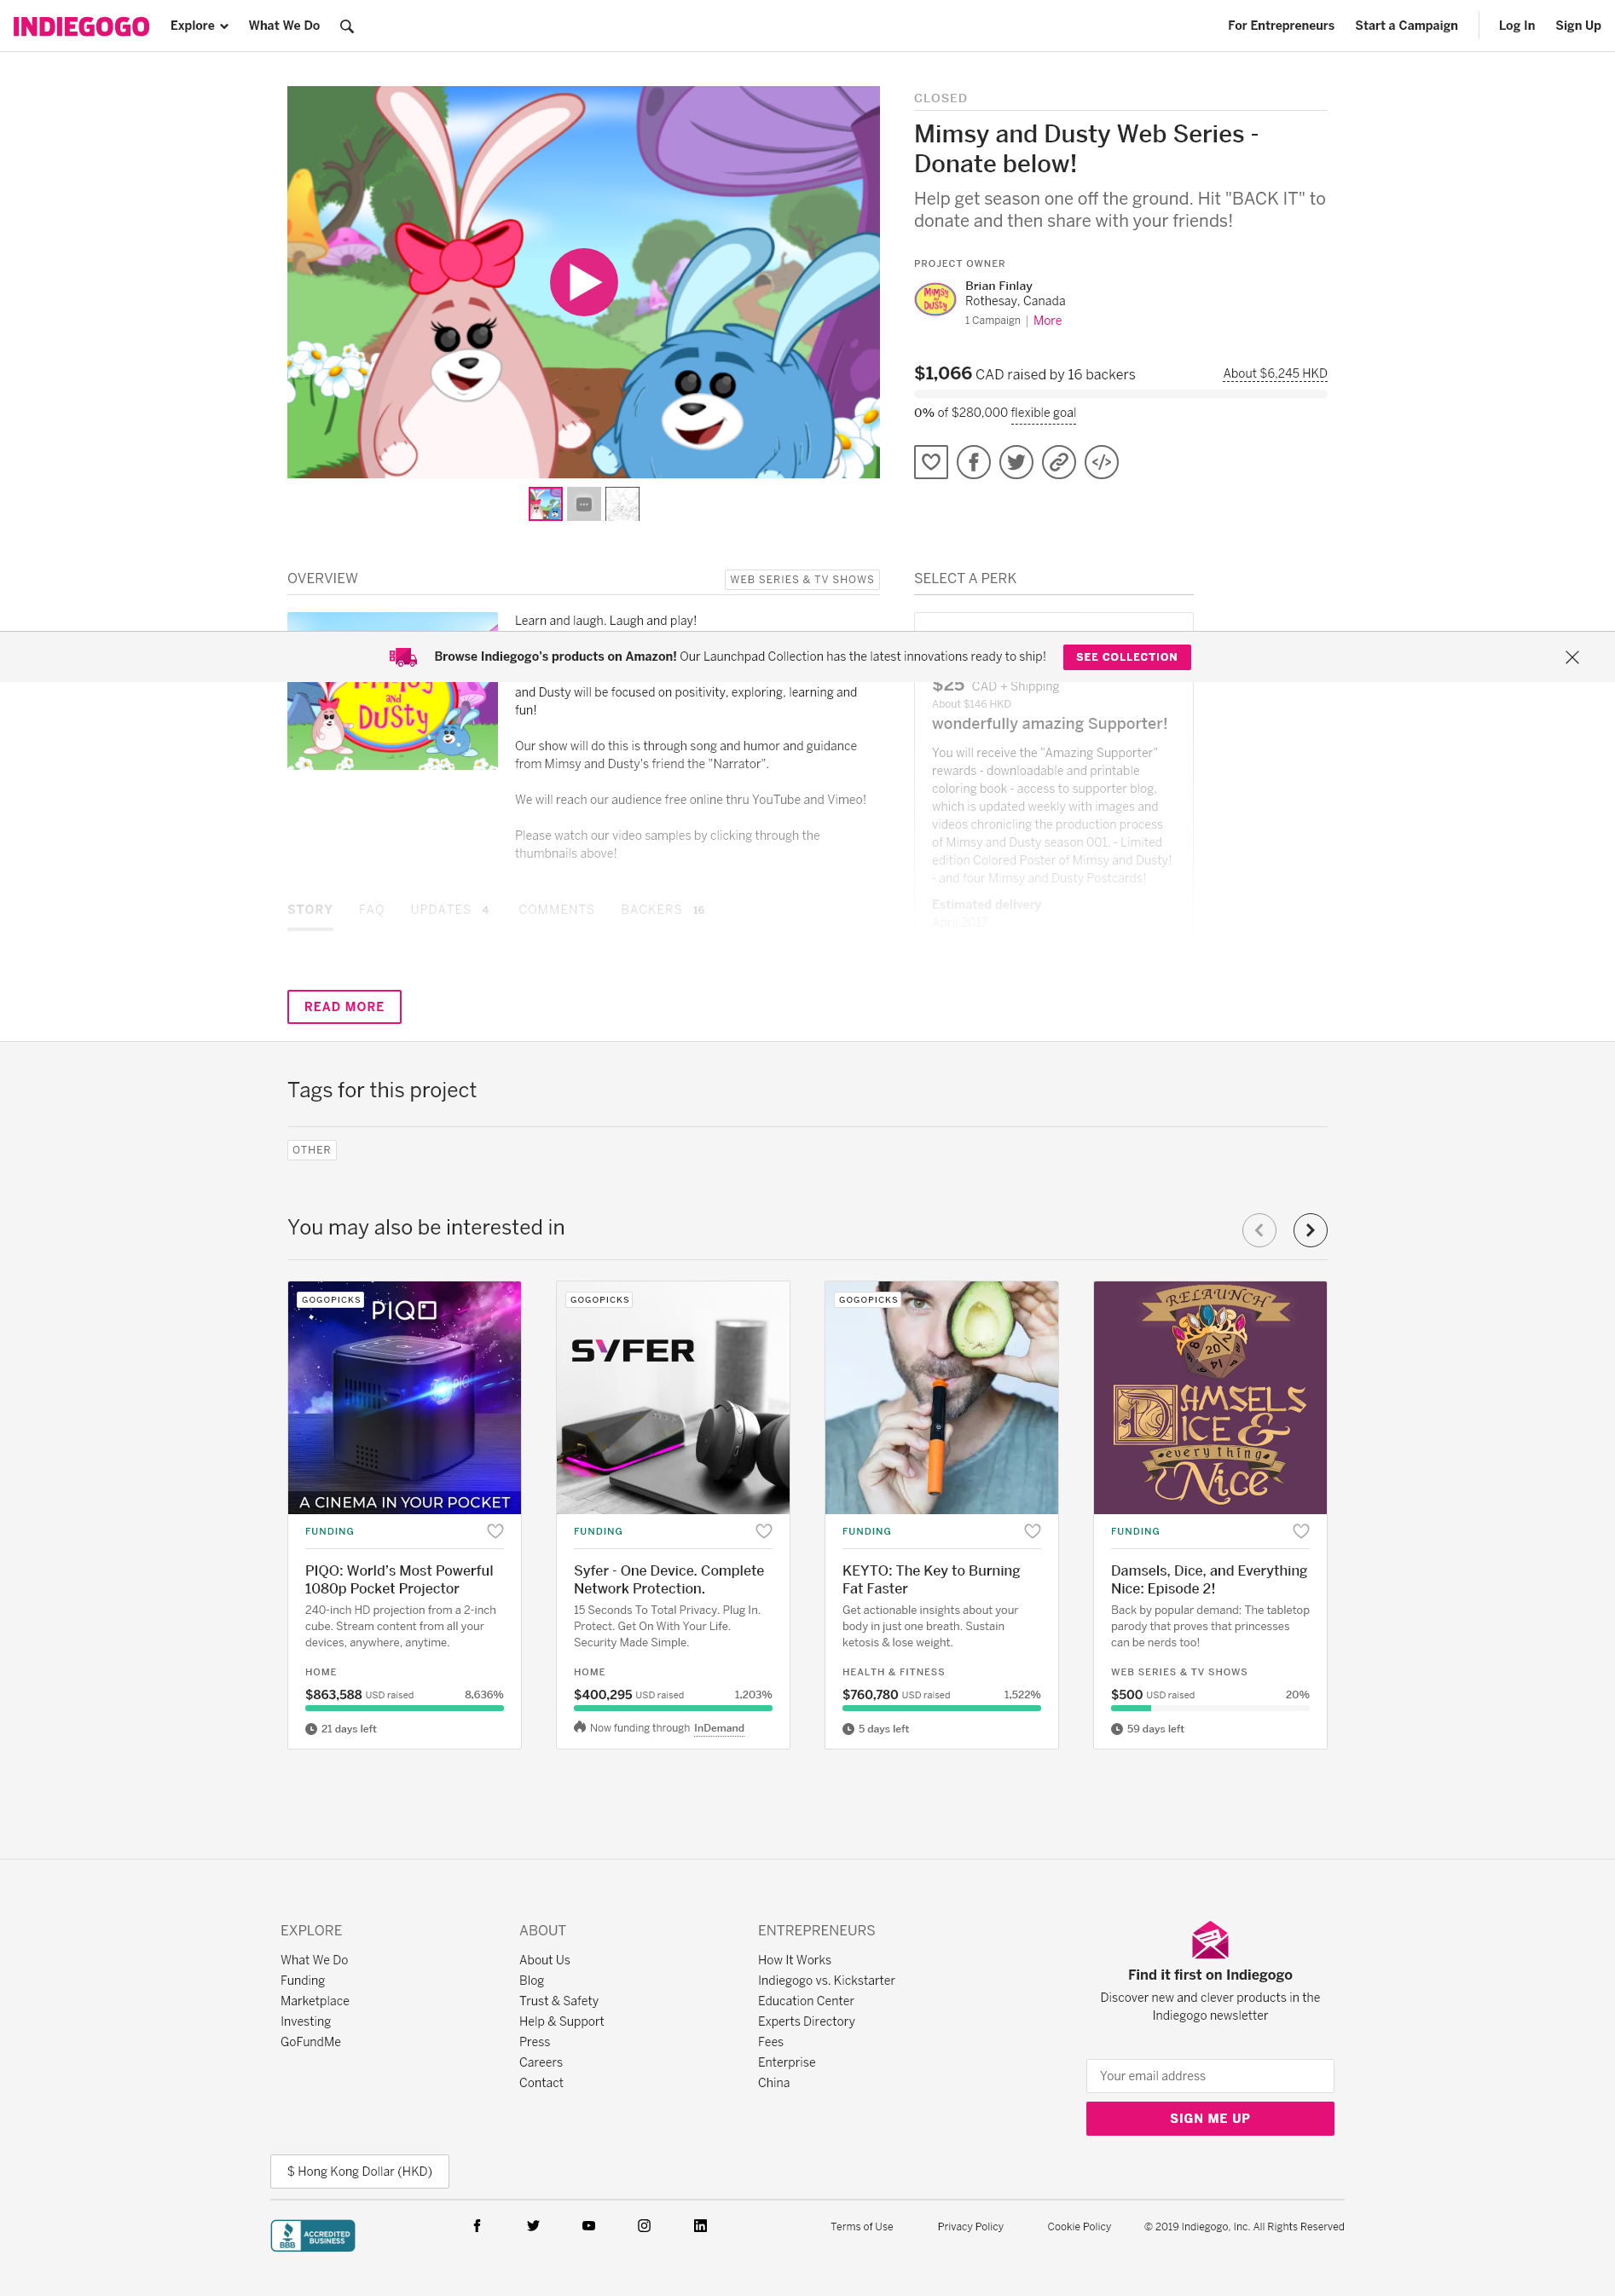 INDIEGOGO
Explore
What We Do
For Entrepreneurs
Start a Campaign
Log In
Sign Up
CLOSED
Mimsy and Dusty Web Series -
Donate below!
Help get season one off the ground. Hit "BACK IT" to
donate and then share with your friends!
PROJECT OWNER
Mimsy
and
Dusty
Brian Finlay
Rothesay, Canada
1 Campaign | More
$1,066 CAD raised by 16 backers
About $6,245 HKD
0% of $280,000 flexible goal
OVERVIEW
WEB SERIES & TV SHOWS
SELECT A PERK
Learn and laugh. Laugh and play!
Browse Indiegogo's products on Amazon! Our Launchpad Collection has the latest innovations ready to ship!
SEE COLLECTION
and
Dusty
and Dusty will be focused on positivity, exploring, learning and
fun!
Our show will do this is through song and humor and guidance
from Mimsy and Dusty's friend the "Narrator".
We will reach our audience free online thru YouTube and Vimeo!
Please watch our video samples by clicking through the
thumbnails above!
$25 CAD + Shipping
About $146 HKD
wonderfully amazing Supporter!
You will receive the "Amazing Supporter"
rewards - downloadable and printable
coloring book - access to supporter blog,
which is updated weekly with images and
videos chronicling the production process
of Mimsy and Dusty season 001. - Limited
edition Colored Poster of Mimsy and Dusty!
- and four Mimsy and Dusty Postcards!
Estimated delivery
April 2017
STORY
FAQ
UPDATES 4
COMMENTS
BACKERS 16
READ MORE
Tags for this project
OTHER
You may also be interested in
GOGOPICKS
PIQO
PIQO
A CINEMA IN YOUR POCKET
FUNDING
PIQO: World's Most Powerful
1080p Pocket Projector
240-inch HD projection from a 2-inch
cube. Stream content from all your
devices, anywhere, anytime.
HOME
$863,588 USD raised 8,636%
21 days left
GOGOPICKS
SYFER
FUNDING
Syfer - One Device. Complete
Network Protection.
15 Seconds To Total Privacy. Plug In.
Protect. Get On With Your Life.
Security Made Simple.
HOME
$400,295 USD raised 1,203%
Now funding through InDemand
GOGOPICKS
FUNDING
KEYTO: The Key to Burning
Fat Faster
Get actionable insights about your
body in just one breath. Sustain
ketosis & lose weight.
HEALTH & FITNESS
$760,780 USD raised 1,522%
5 days left
RELAUNCH
20
14
DAMSELS
DICE &
everything
Nice
FUNDING
Damsels, Dice, and Everything
Nice: Episode 2!
Back by popular demand: The tabletop
parody that proves that princesses
can be nerds too!
WEB SERIES & TV SHOWS
$500 USD raised 20%
59 days left
EXPLORE
What We Do
Funding
Marketplace
Investing
GoFundMe
ABOUT
About Us
Blog
Trust & Safety
Help & Support
Press
Careers
Contact
ENTREPRENEURS
How It Works
Indiegogo vs. Kickstarter
Education Center
Experts Directory
Fees
Enterprise
China
Find it first on Indiegogo
Discover new and clever products in the
Indiegogo newsletter
Your email address
SIGN ME UP
$ Hong Kong Dollar (HKD)
BBB
ACCREDITED
BUSINESS
Terms of Use
Privacy Policy
Cookie Policy
© 2019 Indiegogo, Inc. All Rights Reserved